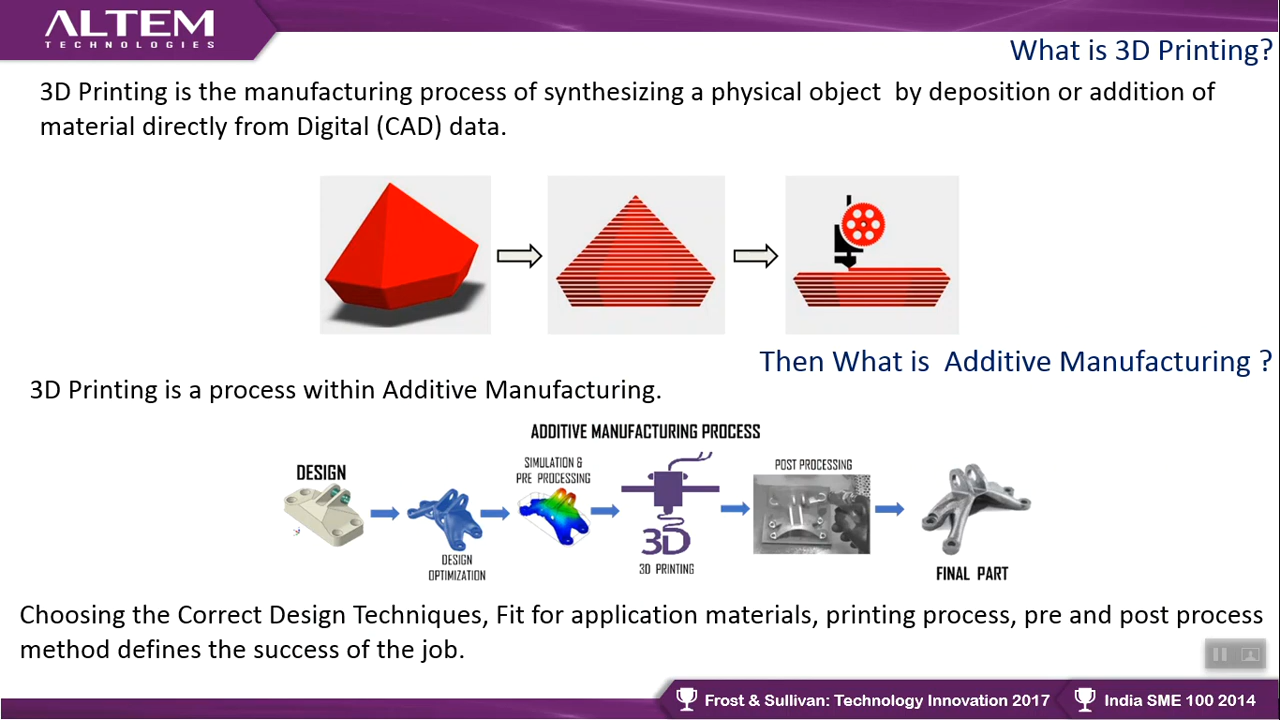 ALTEM
TECHNOLOGIES
What is 3D Printing?
3D Printing is the manufacturing process of synthesizing a physical object by deposition or addition of
material directly from Digital (CAD) data.
Then What is Additive Manufacturing ?
3D Printing is a process within Additive Manufacturing.
ADDITIVE MANUFACTURING PROCESS
DESIGN
DESIGN
OPTIMIZATION
SIMULATION &
PRE PROCESSING
3D
3D PRINTING
POST PROCESSING
FINAL PART
Choosing the Correct Design Techniques, Fit for application materials, printing process, pre and post process
method defines the success of the job.
Frost & Sullivan: Technology Innovation 2017
India SME 100 2014